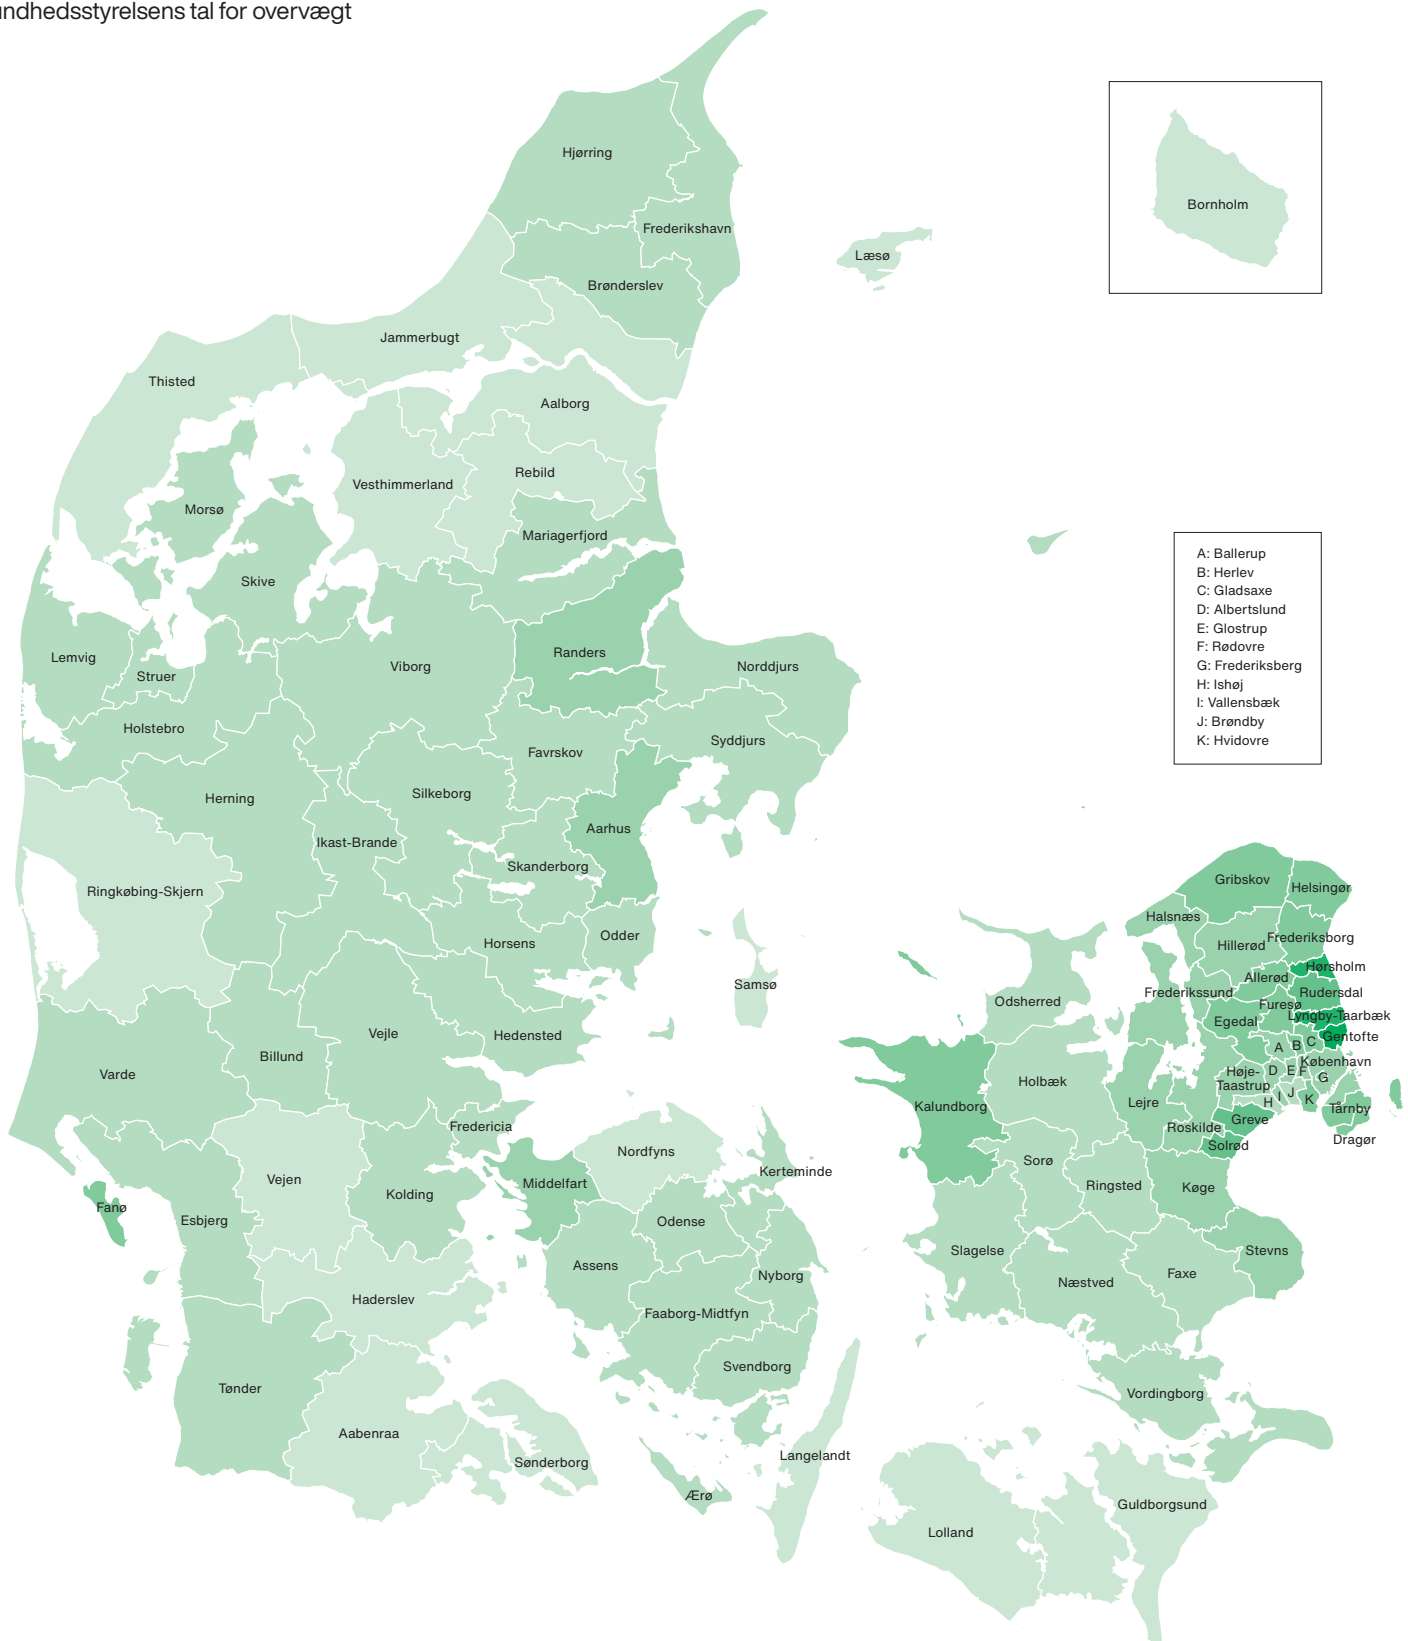 undhedsstyrelsens tal for overvægt
Hjørring
Bornholm
Frederikshavn
Læsø
Brønderslev
Jammerbugt
Thisted
Aalborg
Rebild
Vesthimmerland
Morsø
Mariagerfjord
A: Ballerup
B: Herlev
C: Gladsaxe
D: Albertslund
E: Glostrup
F: Rødovre
G: Frederiksberg
H: Ishøj
I: Vallensbæk
J: Brøndby
K: Hvidovre
Skive
Randers
Lemvig
Viborg
Norddjurs
Struer
Holstebro
Syddjurs
Favrskov
Silkeborg
Herning
Aarhus
Ikast-Brande
Skanderborg
Gribskov
Helsingør
Ringkøbing-Skjern
Halsnæs
Odder
Frederiksborg
Horsens
Hillerød
Hørsholm
Allerød
Samsø
Frederikssund
Rudersdal
Odsherred
Furesø
Lyngby-Taarbæk
Egedal
Vejle
Hedensted
Gentofte
A
B
C
Billund
København
Varde
Høje-
Taastrup
D
E
F
G
Holbæk
I
J
K
H
Lejre
Kalundborg
Tårnby
Greve
Fredericia
Roskilde
Dragør
Solrød
Nordfyns
Sorø
Kerteminde
Vejen
Middelfart
Ringsted
Køge
Kolding
Fanø
Esbjerg
Odense
Slagelse
Stevns
Assens
Faxe
Nyborg
Næstved
Haderslev
Faaborg-Midtfyn
Svendborg
Tønder
Vordingborg
Aabenraa
Langelandt
Sønderborg
Ærø
Guldborgsund
Lolland